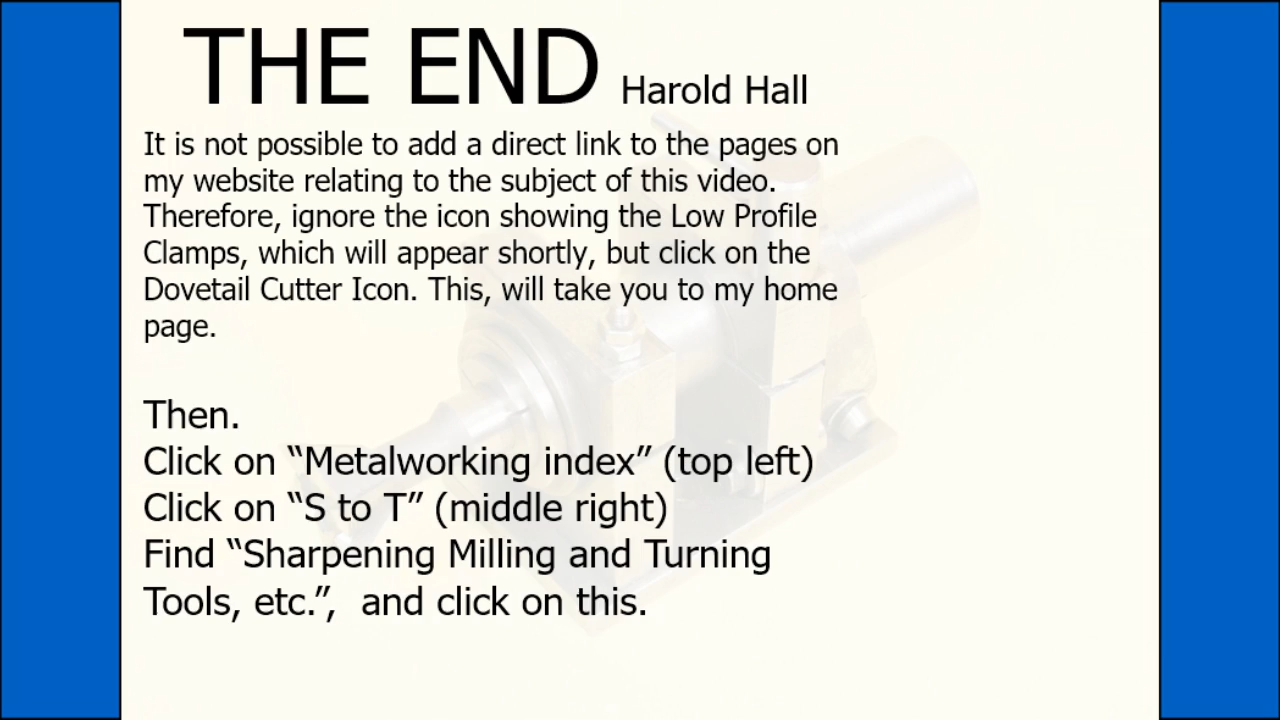 THE END Harold Hall
It is not possible to add a direct link to the pages on
my website relating to the subject of this video.
Therefore, ignore the icon showing the Low Profile
Clamps, which will appear shortly, but click on the
Dovetail Cutter Icon. This, will take you to my home
page.
Then.
Click on “Metalworking index” (top left)
Click on “S to T” (middle right)
Find “Sharpening Milling and Turning
Tools, etc.”,  and click on this.